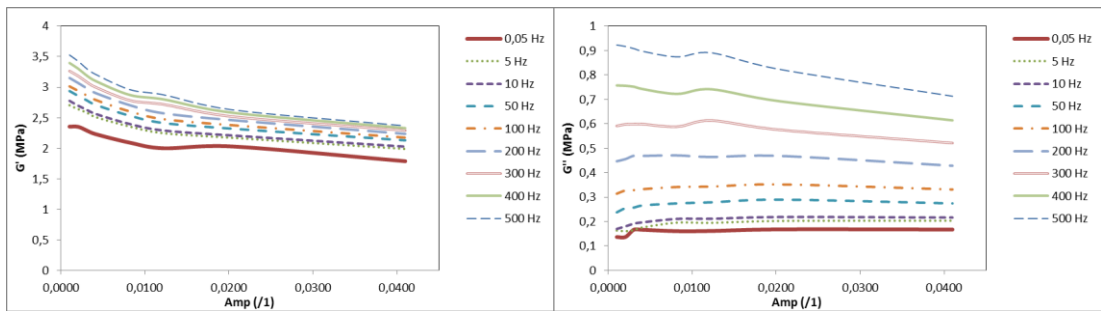 4
3,5
3
2,5
2
1,5
1
0,5
0
G' (MPa)
0,0000 0,0100 0,0200 0,0300 0,0400
Amp (/1)
0,05 Hz
5 Hz
10 Hz
50 Hz
100 Hz
200 Hz
300 Hz
400 Hz
500 Hz
1
0,9
0,8
0,7
0,6
0,5
0,4
0,3
0,2
0,1
0
G'' (MPa)
0,0000 0,0100 0,0200 0,0300 0,0400
Amp (/1)
0,05 Hz
5 Hz
10 Hz
50 Hz
100 Hz
200 Hz
300 Hz
400 Hz
500 Hz